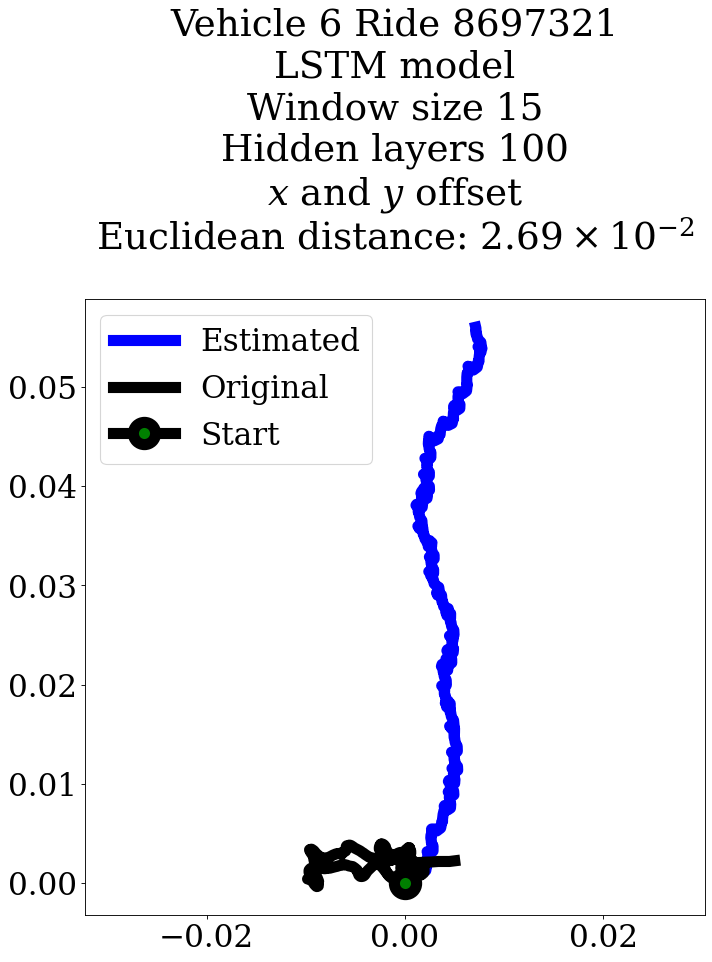 Vehicle 6 Ride 8697321
LSTM model
Window size 15
Hidden layers 100
x and y offset
Euclidean distance: 2.69 × 10⁻²
Estimated
Original
Start
0.05
0.04
0.03
0.02
0.01
0.00
−0.02
0.00
0.02